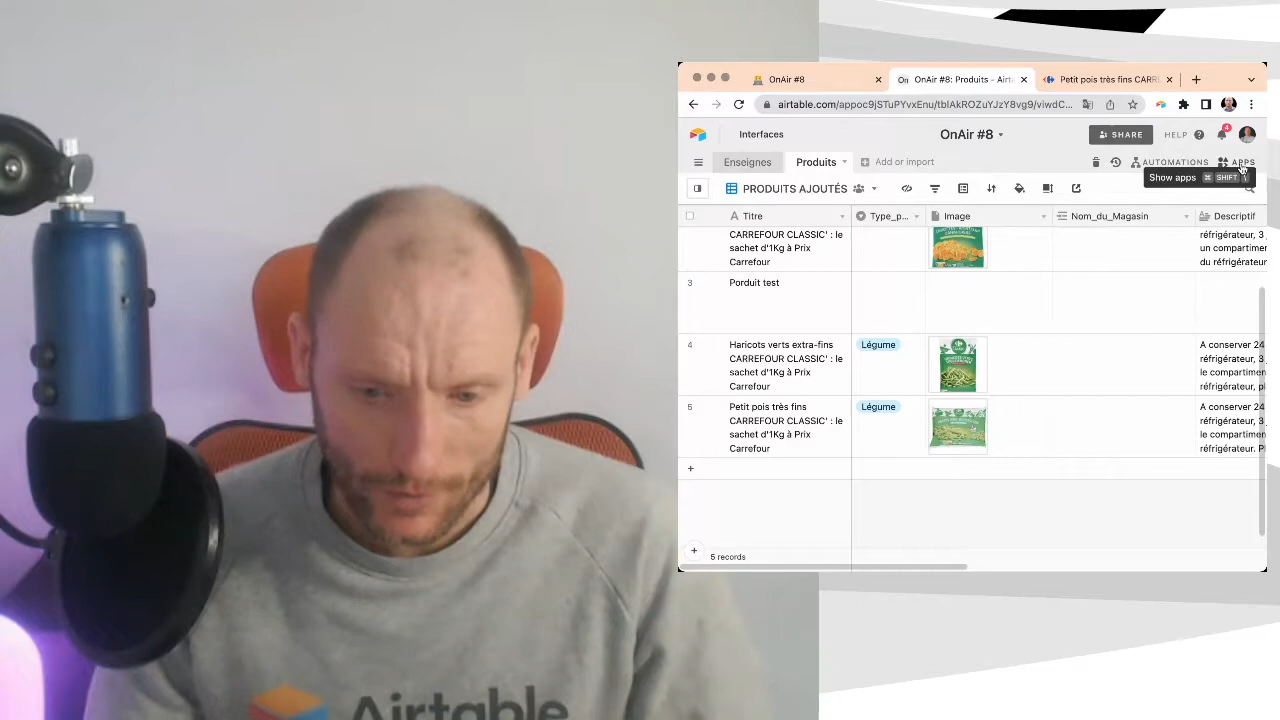 OnAir #8
OnAir #8: Produits - Airta
Petit pois très fins CARR
airtable.com/appoc9jSTuPYvxEnu/tblAkROZuYJzY8vg9/viwdC...
Interfaces
OnAir #8
SHARE
HELP
4
Enseignes
Produits
Add or import
AUTOMATIONS
APPS
Show apps ⌘ SHIFT \
PRODUITS AJOUTÉS
Titre
Type_p...
Image
Nom_du_Magasin
Descriptif
CARREFOUR CLASSIC' : le
sachet d'1Kg à Prix
Carrefour
réfrigérateur, 3
un compartime
du réfrigérateur
3
Porduit test
4
Haricots verts extra-fins
CARREFOUR CLASSIC' : le
sachet d'1Kg à Prix
Carrefour
Légume
A conserver 24
réfrigérateur, 3
le compartimen
réfrigérateur, pl
5
Petit pois très fins
CARREFOUR CLASSIC' : le
sachet d'1Kg à Prix
Carrefour
Légume
A conserver 24
réfrigérateur, 3
le compartimen
réfrigérateur. P
+
5 records
Airtable